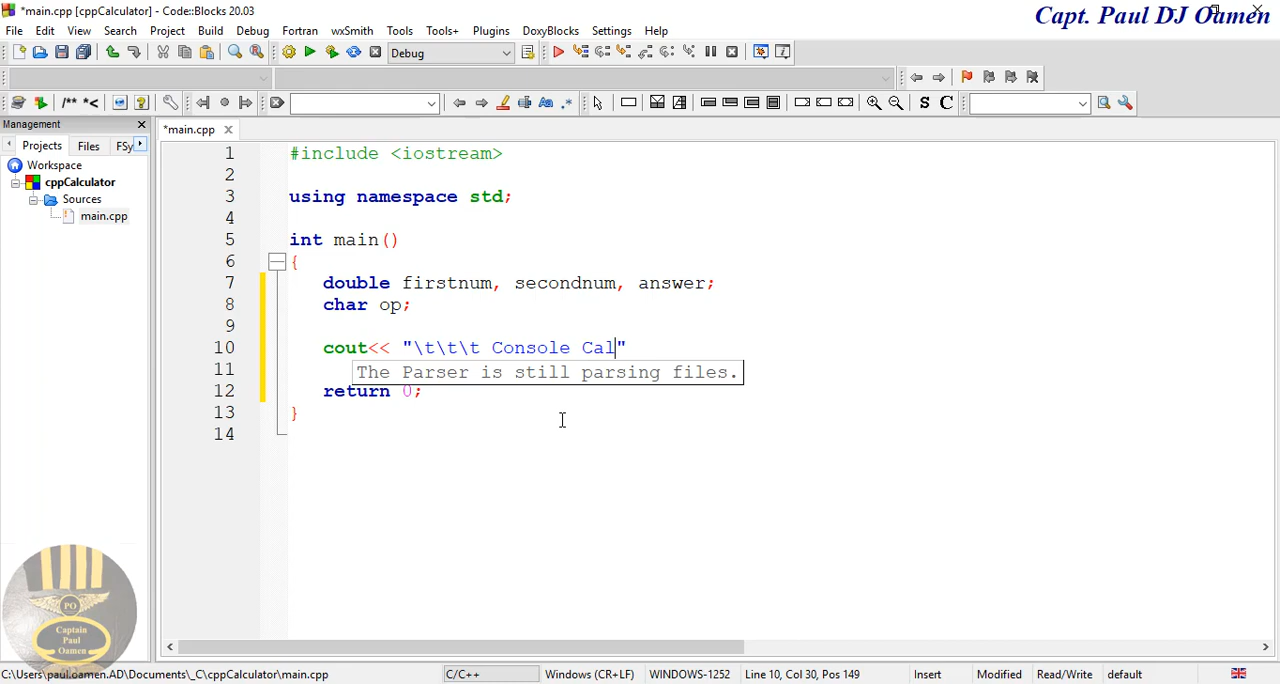 *main.cpp [cppCalculator] - Code::Blocks 20.03
Capt. Paul DJ Oamen
File Edit View Search Project Build Debug Fortran wxSmith Tools Tools+ Plugins DoxyBlocks Settings Help
Debug
/** *< S C
Management
*main.cpp
Projects Files FSy
Workspace
cppCalculator
Sources
main.cpp
1 #include <iostream>
2
3 using namespace std;
4
5 int main()
6 {
7 double firstnum, secondnum, answer;
8 char op;
9
10 cout<< "\t\t\t Console Cal"
11 The Parser is still parsing files.
12 return 0;
13 }
14
PO
Captain
Paul
Oamen
C:\Users\paul.oamen.AD\Documents\_C\cppCalculator\main.cpp C/C++ Windows (CR+LF) WINDOWS-1252 Line 10, Col 30, Pos 149 Insert Modified Read/Write default